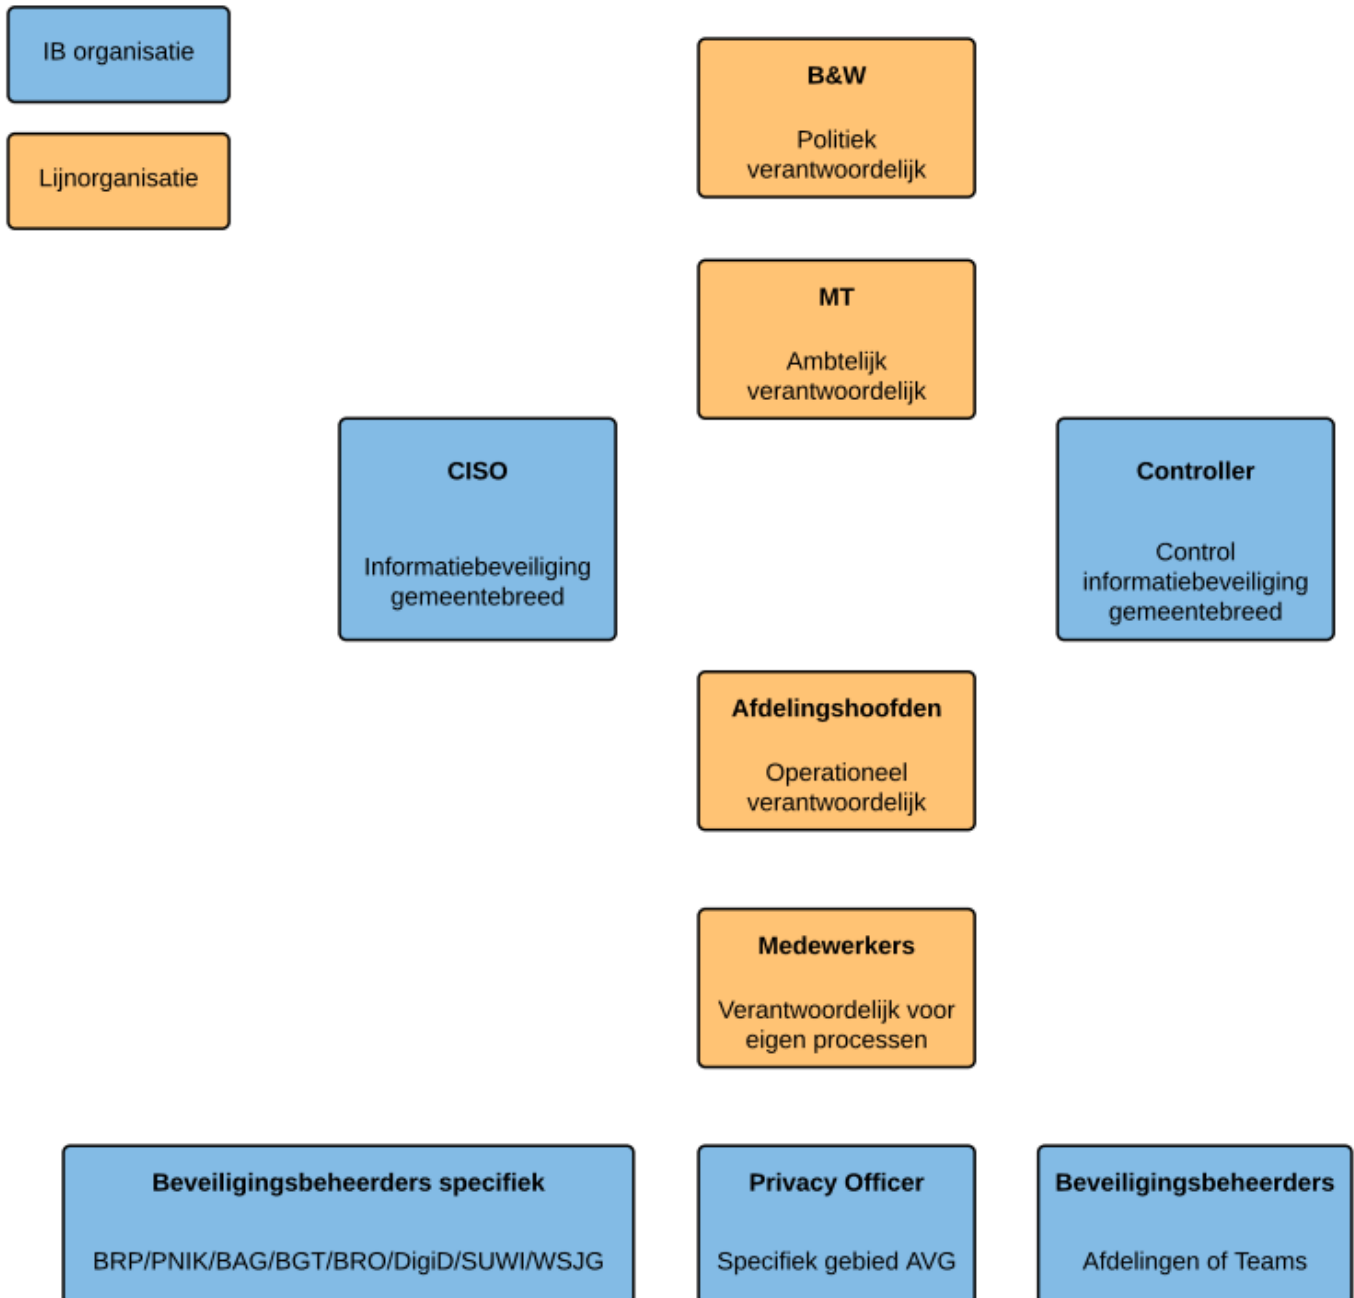 IB organisatie
Lijnorganisatie
B&W
Politiek
verantwoordelijk
MT
Ambtelijk
verantwoordelijk
CISO
Informatiebeveiliging
gemeentebreed
Controller
Control
informatiebeveiliging
gemeentebreed
Afdelingshoofden
Operationeel
verantwoordelijk
Medewerkers
Verantwoordelijk voor
eigen processen
Beveiligingsbeheerders specifiek
BRP/PNIK/BAG/BGT/BRO/DigiD/SUWI/WSJG
Privacy Officer
Specifiek gebied AVG
Beveiligingsbeheerders
Afdelingen of Teams